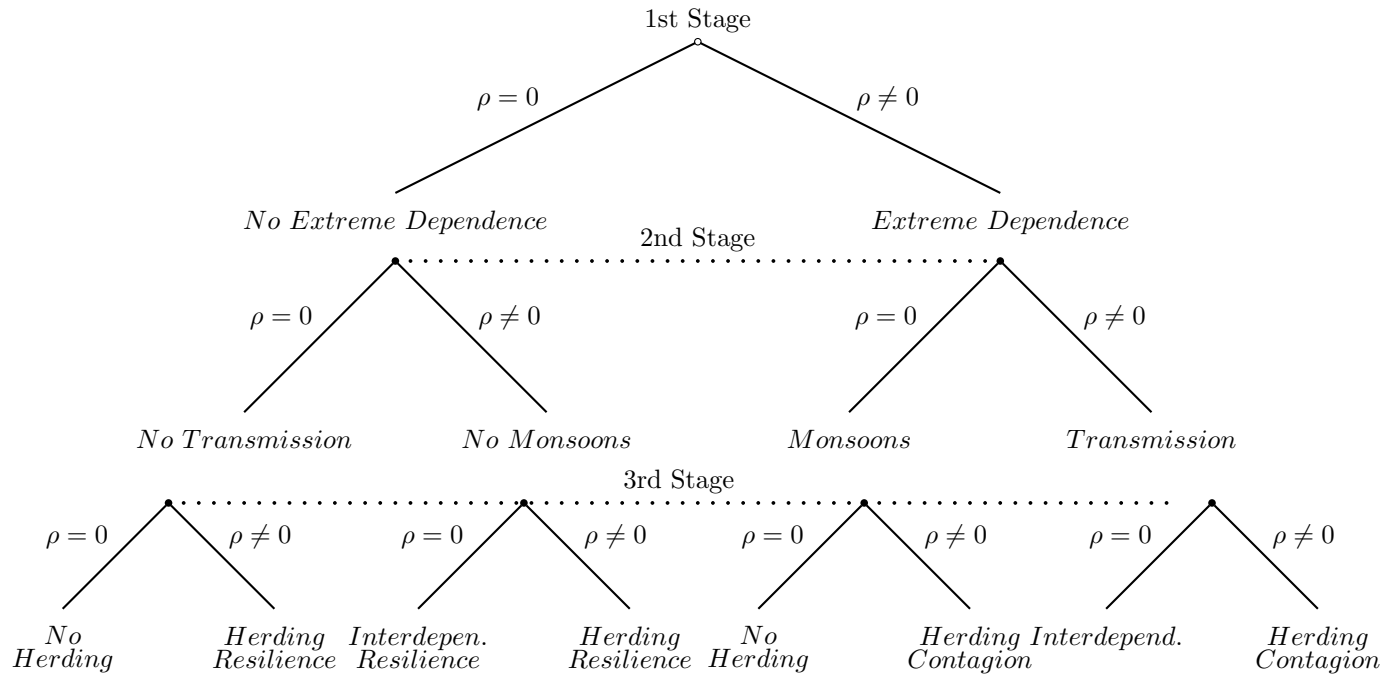 1st Stage
ρ = 0
ρ ≠ 0
No Extreme Dependence
Extreme Dependence
2nd Stage
ρ = 0
ρ ≠ 0
ρ = 0
ρ ≠ 0
No Transmission
No Monsoons
Monsoons
Transmission
3rd Stage
ρ = 0
ρ ≠ 0
ρ = 0
ρ ≠ 0
ρ = 0
ρ ≠ 0
ρ = 0
ρ ≠ 0
No
Herding
Herding
Resilience
Interdepen.
Resilience
Herding
Resilience
No
Herding
Herding
Contagion
Interdepend.
Herding
Contagion